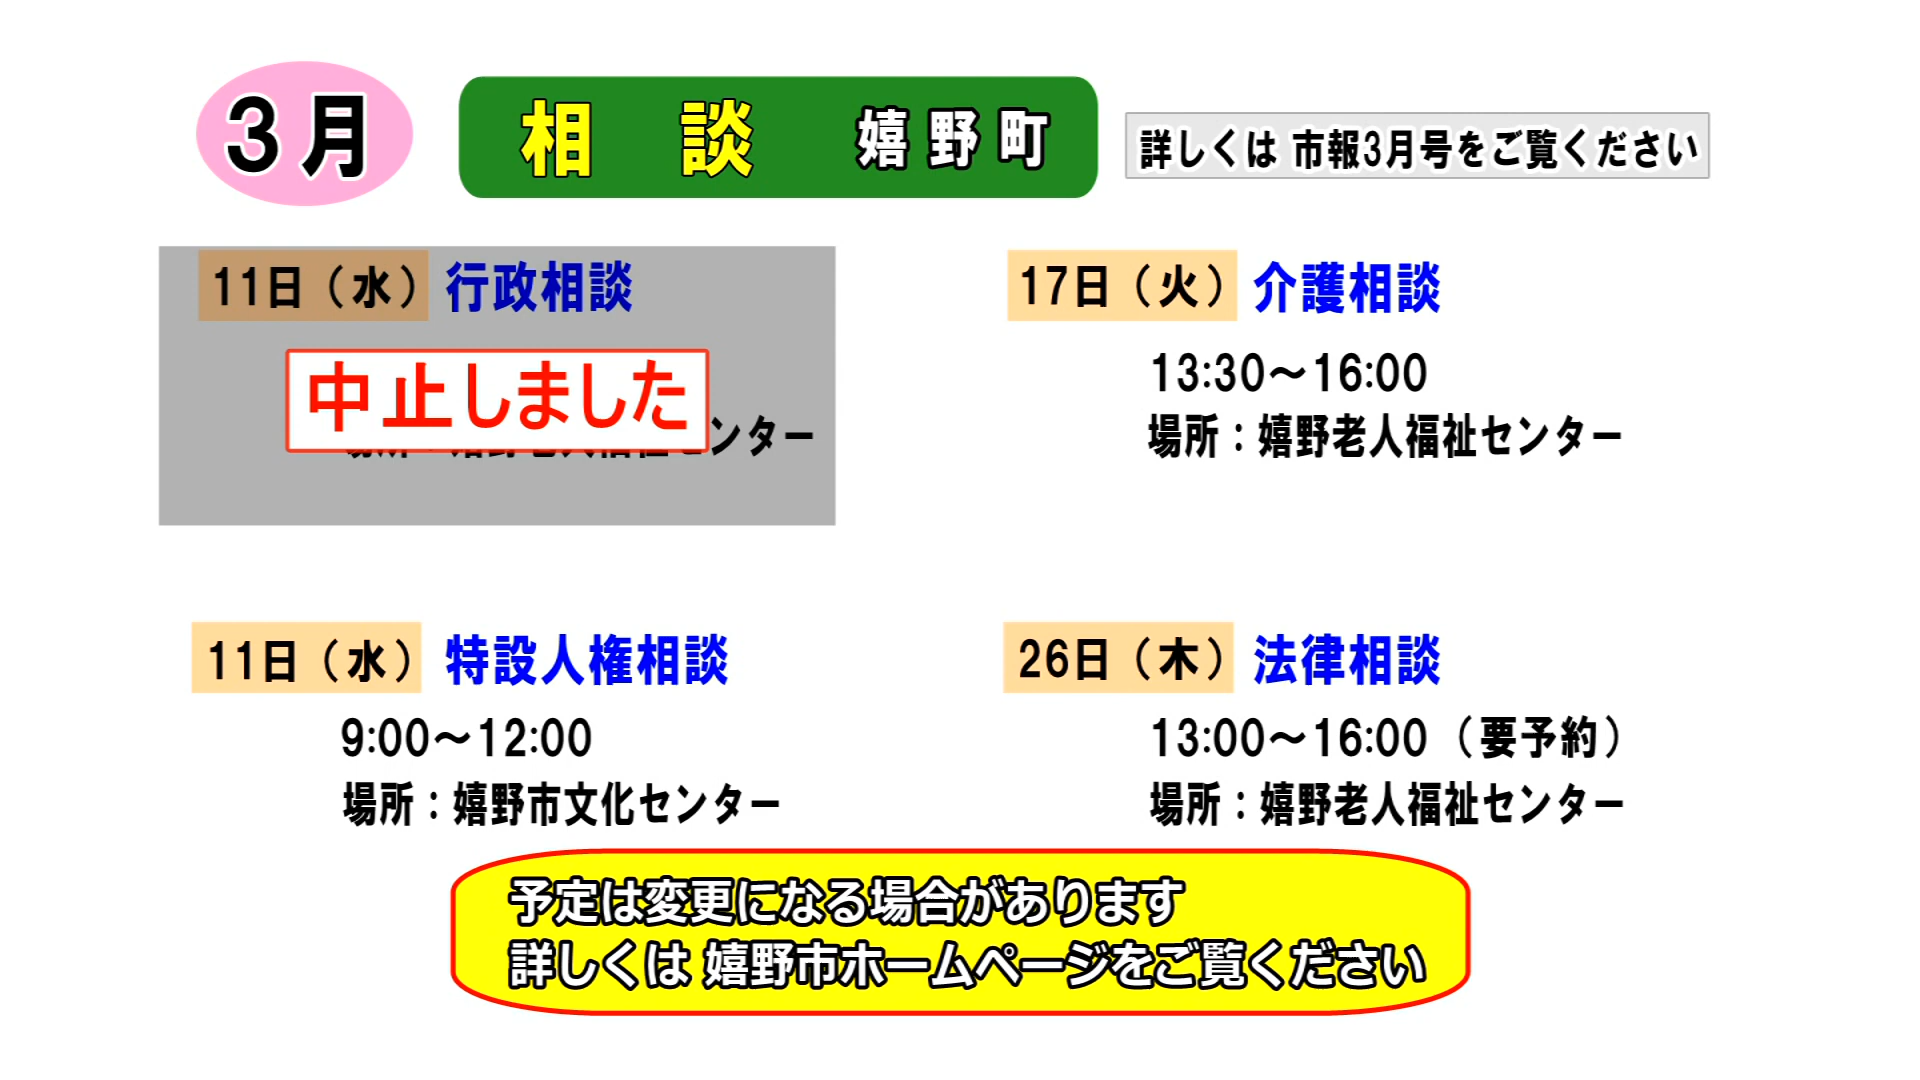 3月
相談 嬉野町
詳しくは 市報3月号をご覧ください
11日（水） 行政相談
中止しました
ンター
17日（火） 介護相談
13:30〜16:00
場所：嬉野老人福祉センター
11日（水） 特設人権相談
9:00〜12:00
場所：嬉野市文化センター
26日（木） 法律相談
13:00〜16:00（要予約）
場所：嬉野老人福祉センター
予定は変更になる場合があります
詳しくは 嬉野市ホームページをご覧ください